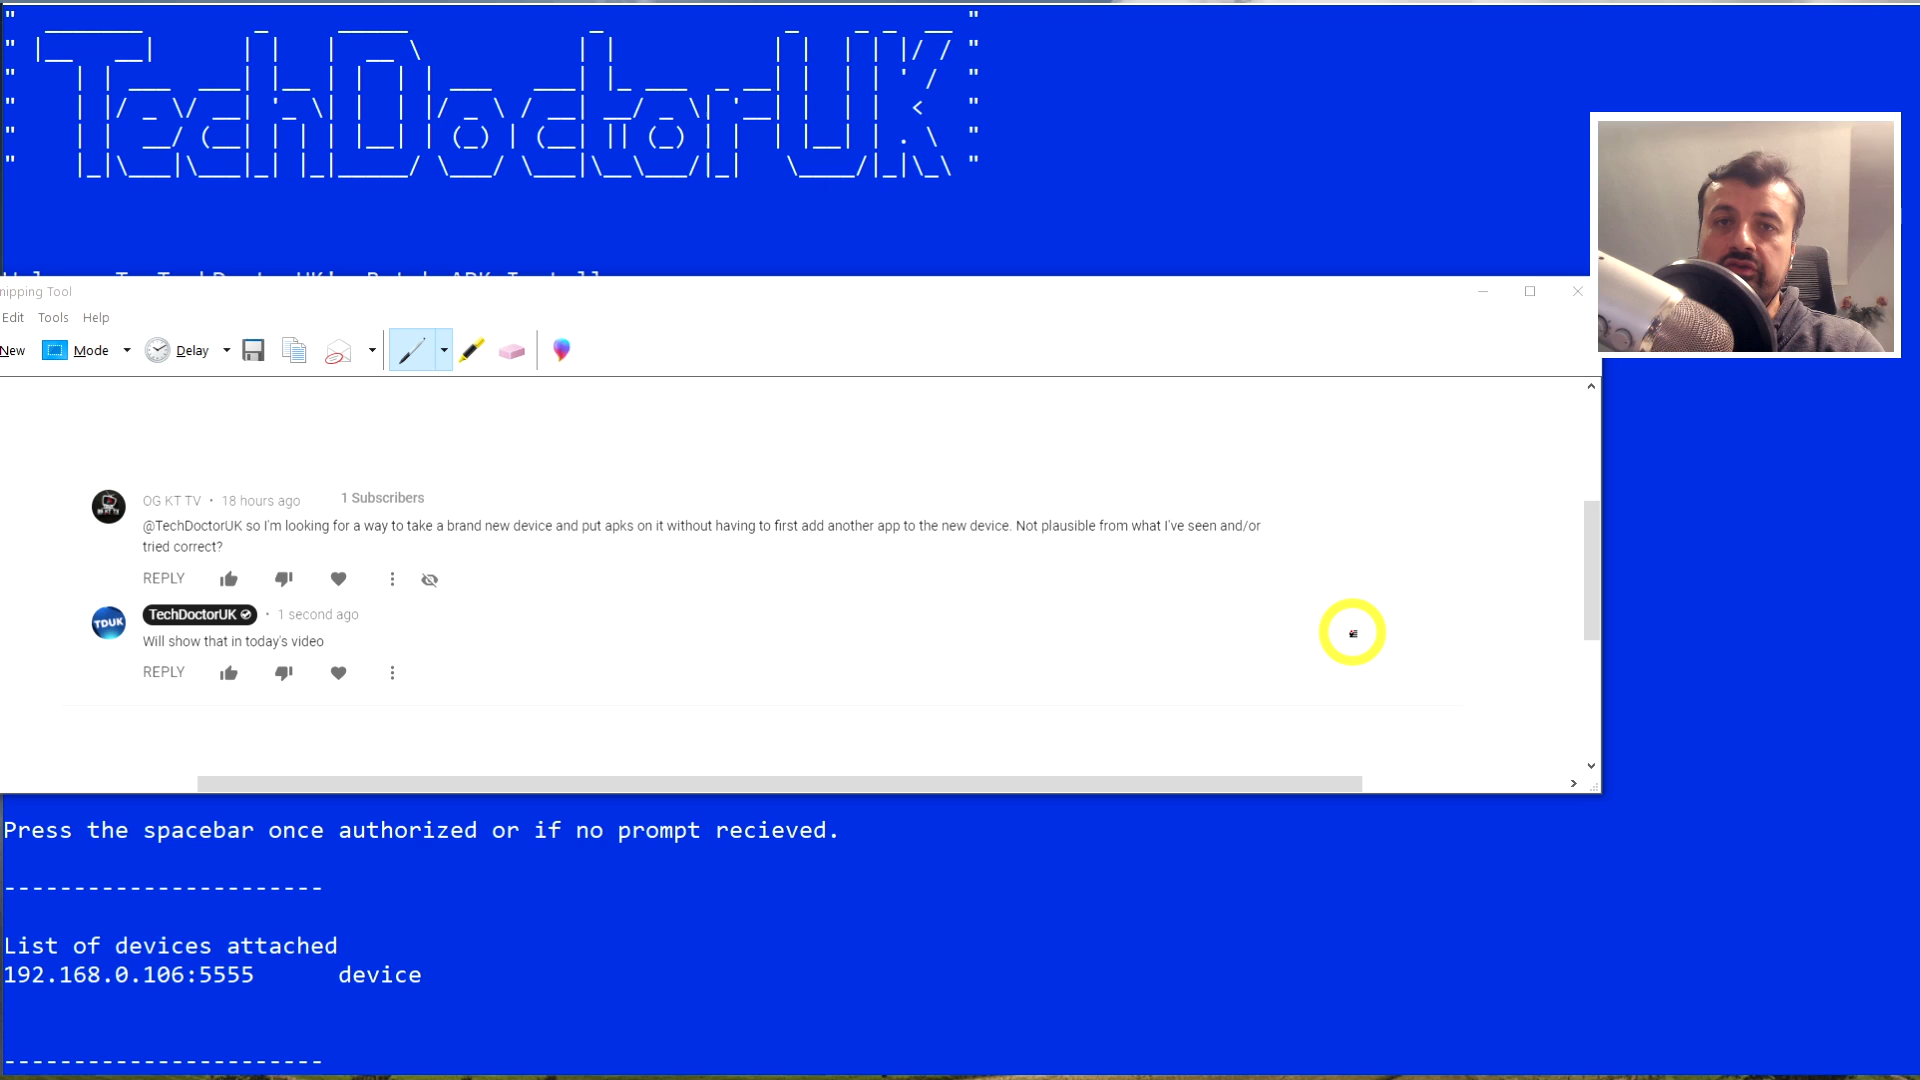 TechDoctorUK
nipping Tool
Edit Tools Help
New Mode Delay
OG KT TV • 18 hours ago 1 Subscribers
@TechDoctorUK so I'm looking for a way to take a brand new device and put apks on it without having to first add another app to the new device. Not plausible from what I've seen and/or
tried correct?
REPLY
TDUK TechDoctorUK • 1 second ago
Will show that in today's video
REPLY
Press the spacebar once authorized or if no prompt recieved.
-----------------------
List of devices attached
192.168.0.106:5555 device
-----------------------